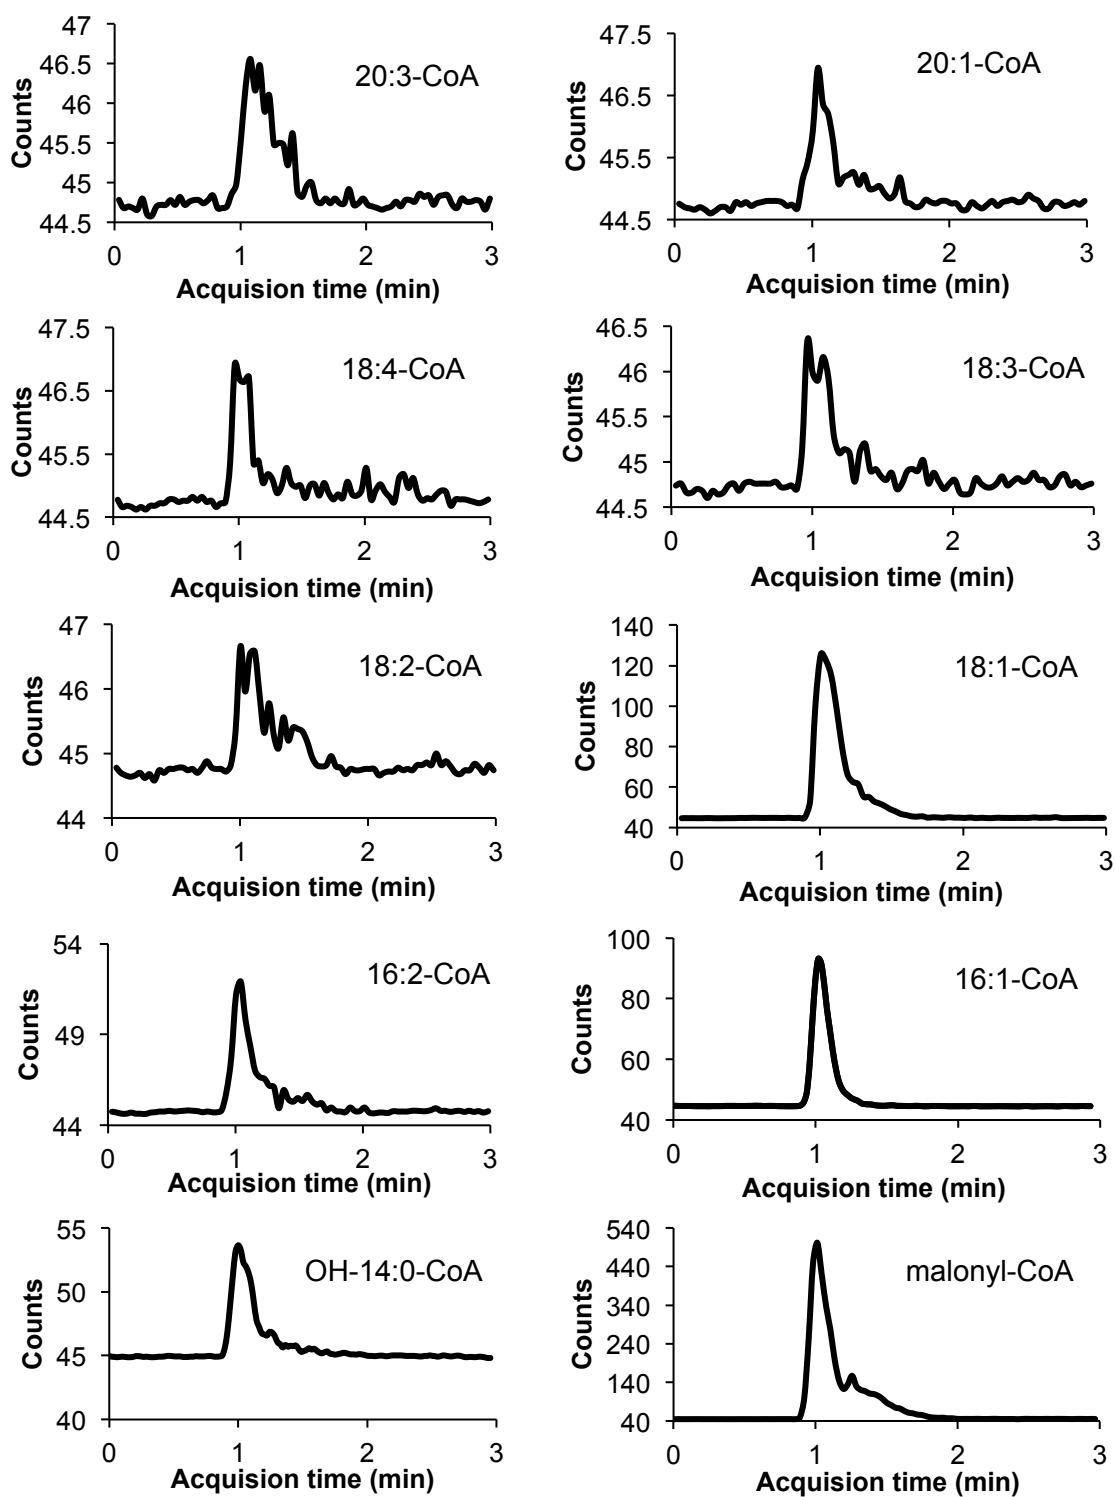 47
46.5
46
45.5
45
44.5
Counts
20:3-CoA
0 1 2 3
Acquision time (min)
47.5
46.5
45.5
44.5
Counts
20:1-CoA
0 1 2 3
Acquision time (min)
47.5
46.5
45.5
44.5
Counts
18:4-CoA
0 1 2 3
Acquision time (min)
46.5
46
45.5
45
44.5
Counts
18:3-CoA
0 1 2 3
Acquision time (min)
47
46
45
44
Counts
18:2-CoA
0 1 2 3
Acquision time (min)
140
120
100
80
60
40
Counts
18:1-CoA
0 1 2 3
Acquision time (min)
54
49
44
Counts
16:2-CoA
0 1 2 3
Acquision time (min)
100
80
60
40
Counts
16:1-CoA
0 1 2 3
Acquision time (min)
55
50
45
40
Counts
OH-14:0-CoA
0 1 2 3
Acquision time (min)
540
440
340
240
140
40
Counts
malonyl-CoA
0 1 2 3
Acquision time (min)